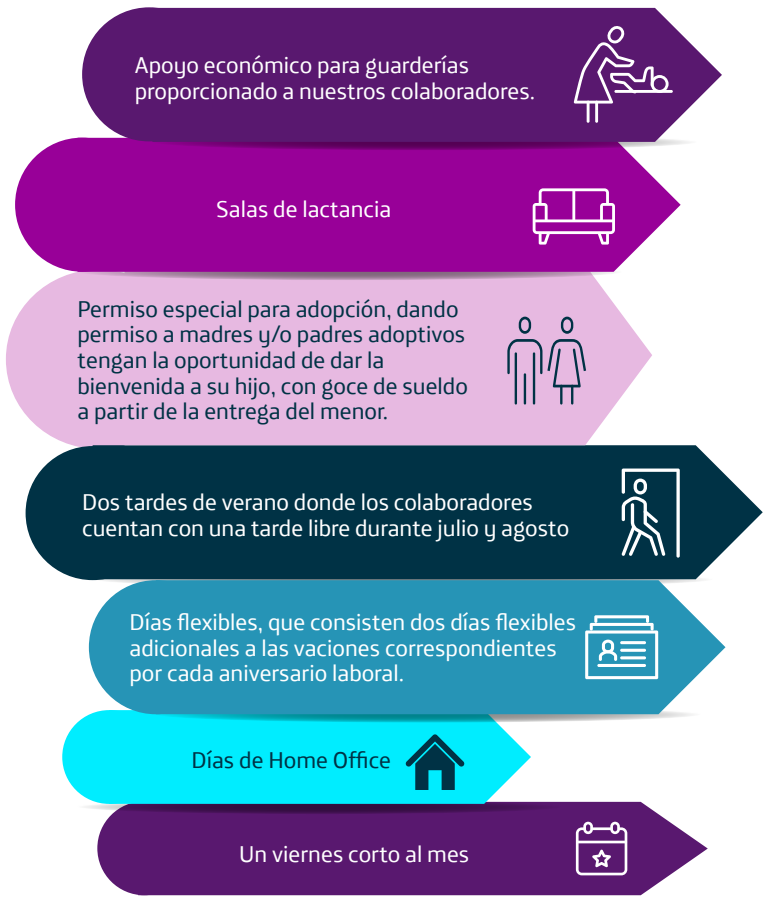 Apoyo económico para guarderías
proporcionado a nuestros colaboradores.
Salas de lactancia
Permiso especial para adopción, dando
permiso a madres y/o padres adoptivos
tengan la oportunidad de dar la
bienvenida a su hijo, con goce de sueldo
a partir de la entrega del menor.
Dos tardes de verano donde los colaboradores
cuentan con una tarde libre durante julio y agosto
Días flexibles, que consisten dos días flexibles
adicionales a las vaciones correspondientes
por cada aniversario laboral.
Días de Home Office
Un viernes corto al mes